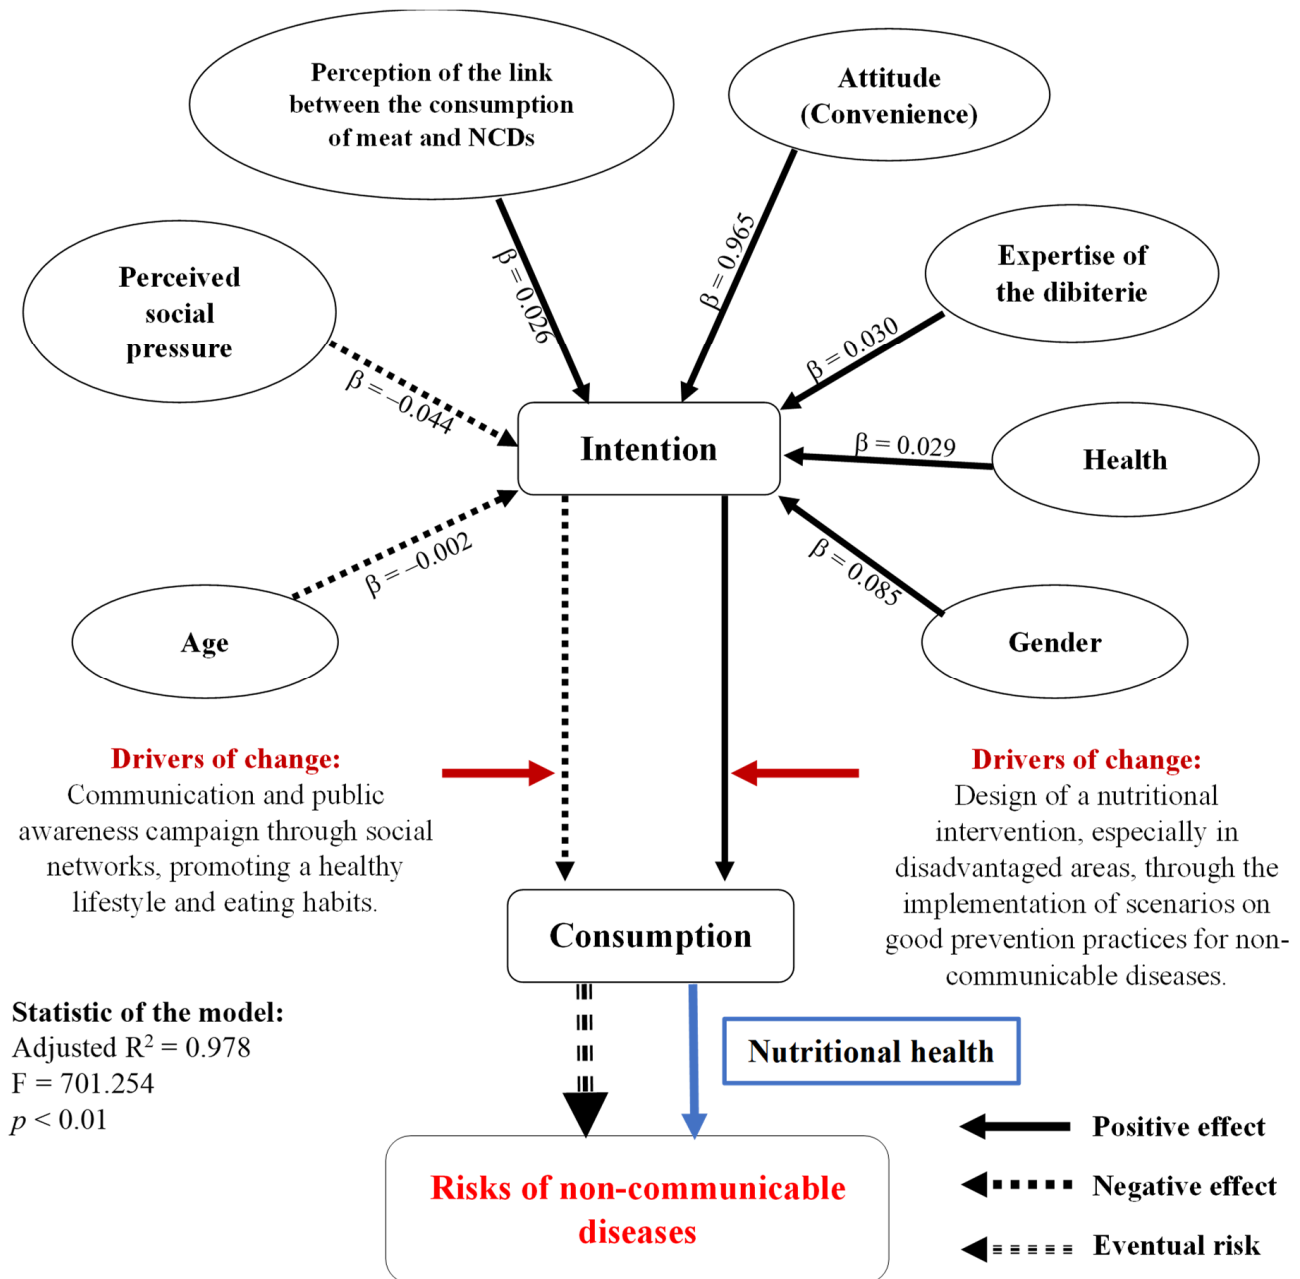 Perception of the link
between the consumption
of meat and NCDs
Attitude
(Convenience)
Perceived
social
pressure
Expertise of
the dibiterie
β = 0.026
β = 0.965
β = 0.030
β = –0.044
Intention
β = 0.029
Health
β = –0.002
β = 0.085
Age
Gender
Drivers of change:
Communication and public
awareness campaign through social
networks, promoting a healthy
lifestyle and eating habits.
Drivers of change:
Design of a nutritional
intervention, especially in
disadvantaged areas, through the
implementation of scenarios on
good prevention practices for non-
communicable diseases.
Consumption
Statistic of the model:
Adjusted R² = 0.978
F = 701.254
p < 0.01
Nutritional health
Risks of non-communicable
diseases
Positive effect
Negative effect
Eventual risk